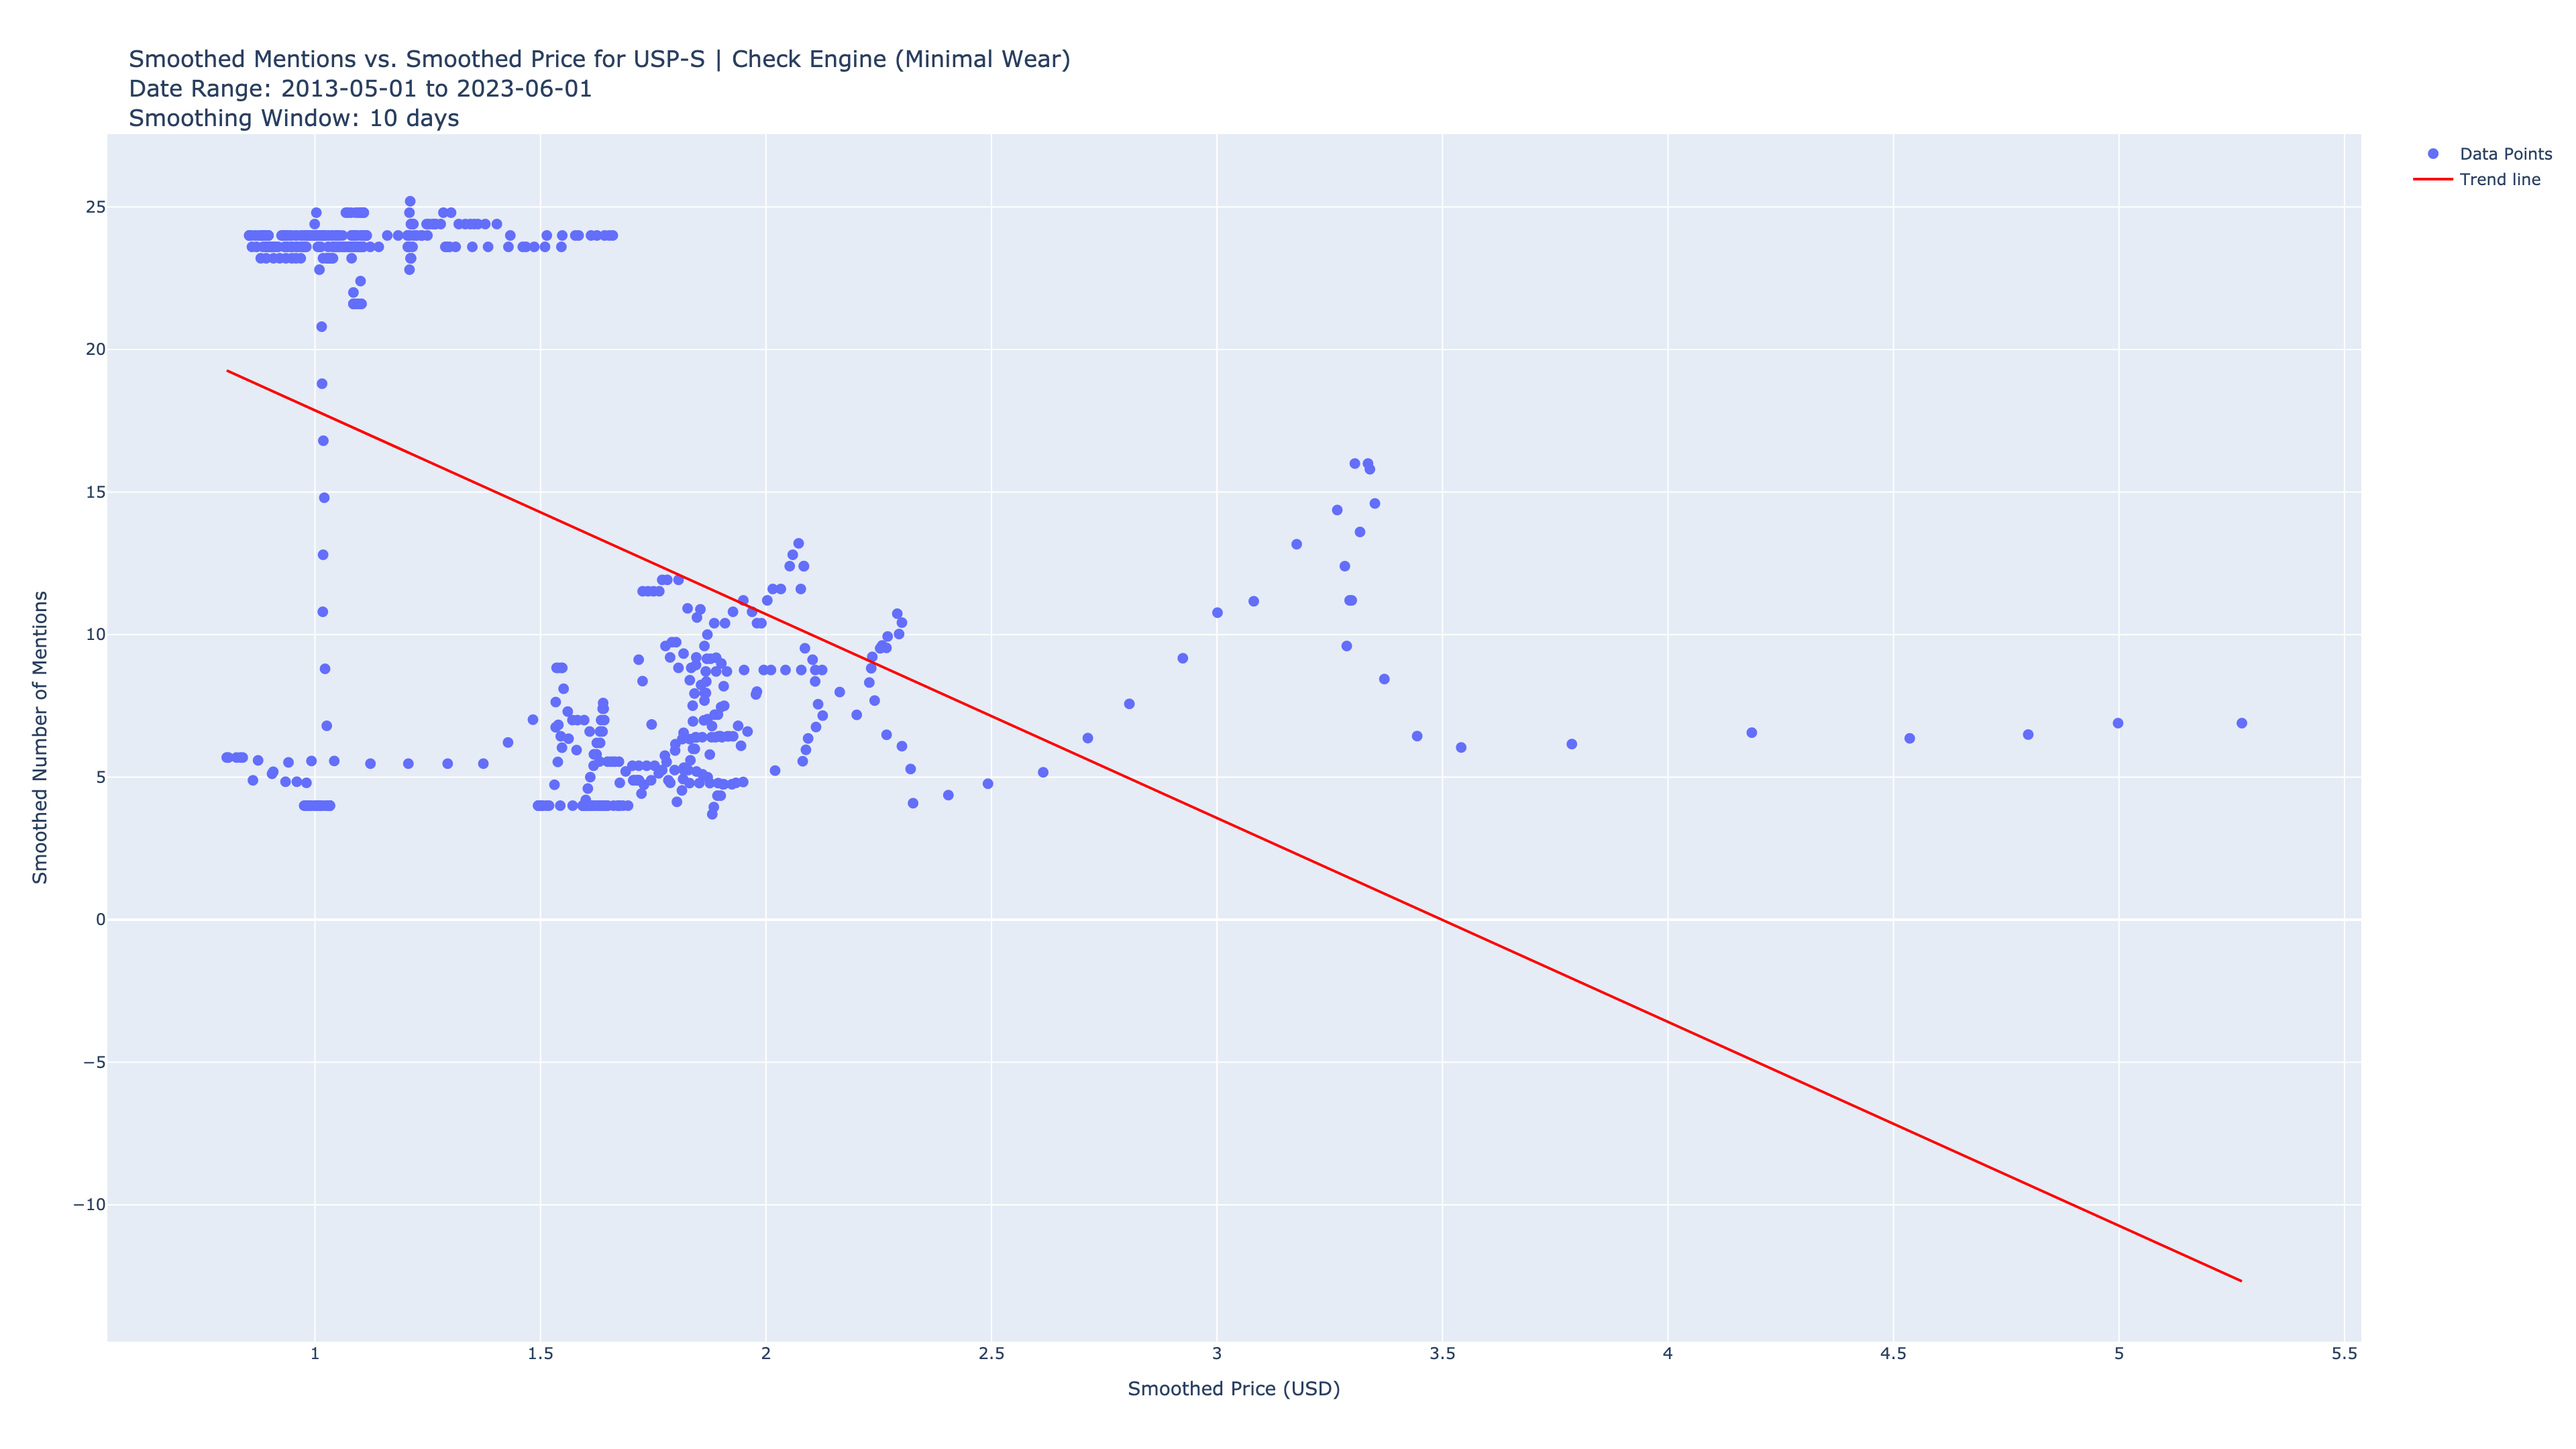 Smoothed Mentions vs. Smoothed Price for USP-S | Check Engine (Minimal Wear)
Date Range: 2013-05-01 to 2023-06-01
Smoothing Window: 10 days
Data Points
Trend line
25
20
15
10
5
0
−5
−10
Smoothed Number of Mentions
1
1.5
2
2.5
3
3.5
4
4.5
5
5.5
Smoothed Price (USD)